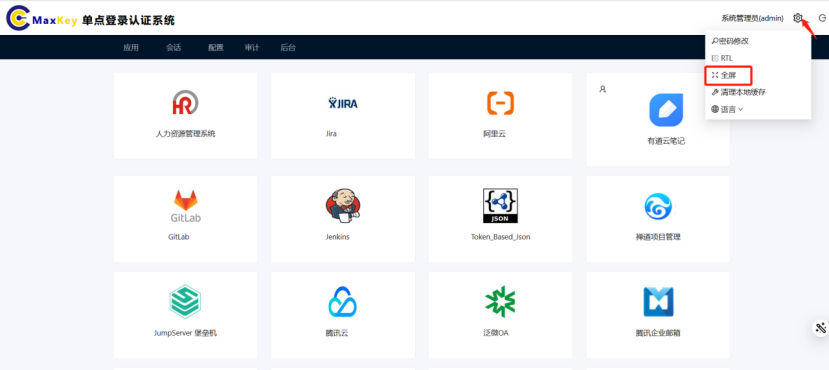 MaxKey 单点登录认证系统
系统管理员(admin)
应用 会话 配置 审计 后台
密码修改
RTL
全屏
清理本地缓存
语言
HR
XJIRA
人力资源管理系统
Jira
阿里云
有道云笔记
GitLab
JSON
GitLab
Jenkins
Token_Based_Json
禅道项目管理
JumpServer 堡垒机
腾讯云
泛微OA
腾讯企业邮箱